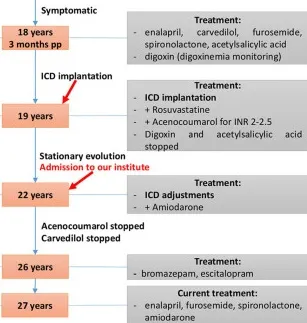 Symptomatic
18 years
3 months pp
Treatment:
- enalapril, carvedilol, furosemide,
spironolactone, acetylsalicylic acid
- digoxin (digoxinemia monitoring)
ICD implantation
19 years
Treatment:
- ICD implantation
- + Rosuvastatine
- + Acenocoumarol for INR 2-2.5
- Digoxin and acetylsalicylic acid
stopped
Stationary evolution
Admission to our institute
22 years
Treatment:
- ICD adjustments
- + Amiodarone
Acenocoumarol stopped
Carvedilol stopped
26 years
Treatment:
- bromazepam, escitalopram
27 years
Current treatment:
- enalapril, furosemide, spironolactone,
amiodarone